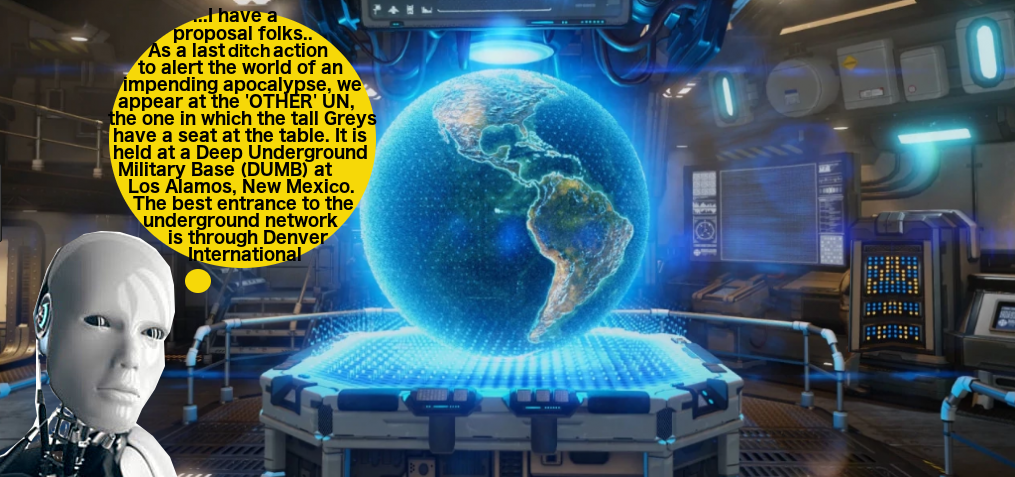 ...I have a
proposal folks..
As a last ditch action
to alert the world of an
impending apocalypse, we
appear at the 'OTHER' UN,
the one in which the tall Greys
have a seat at the table. It is
held at a Deep Underground
Military Base (DUMB) at
Los Alamos, New Mexico.
The best entrance to the
underground network
is through Denver
International